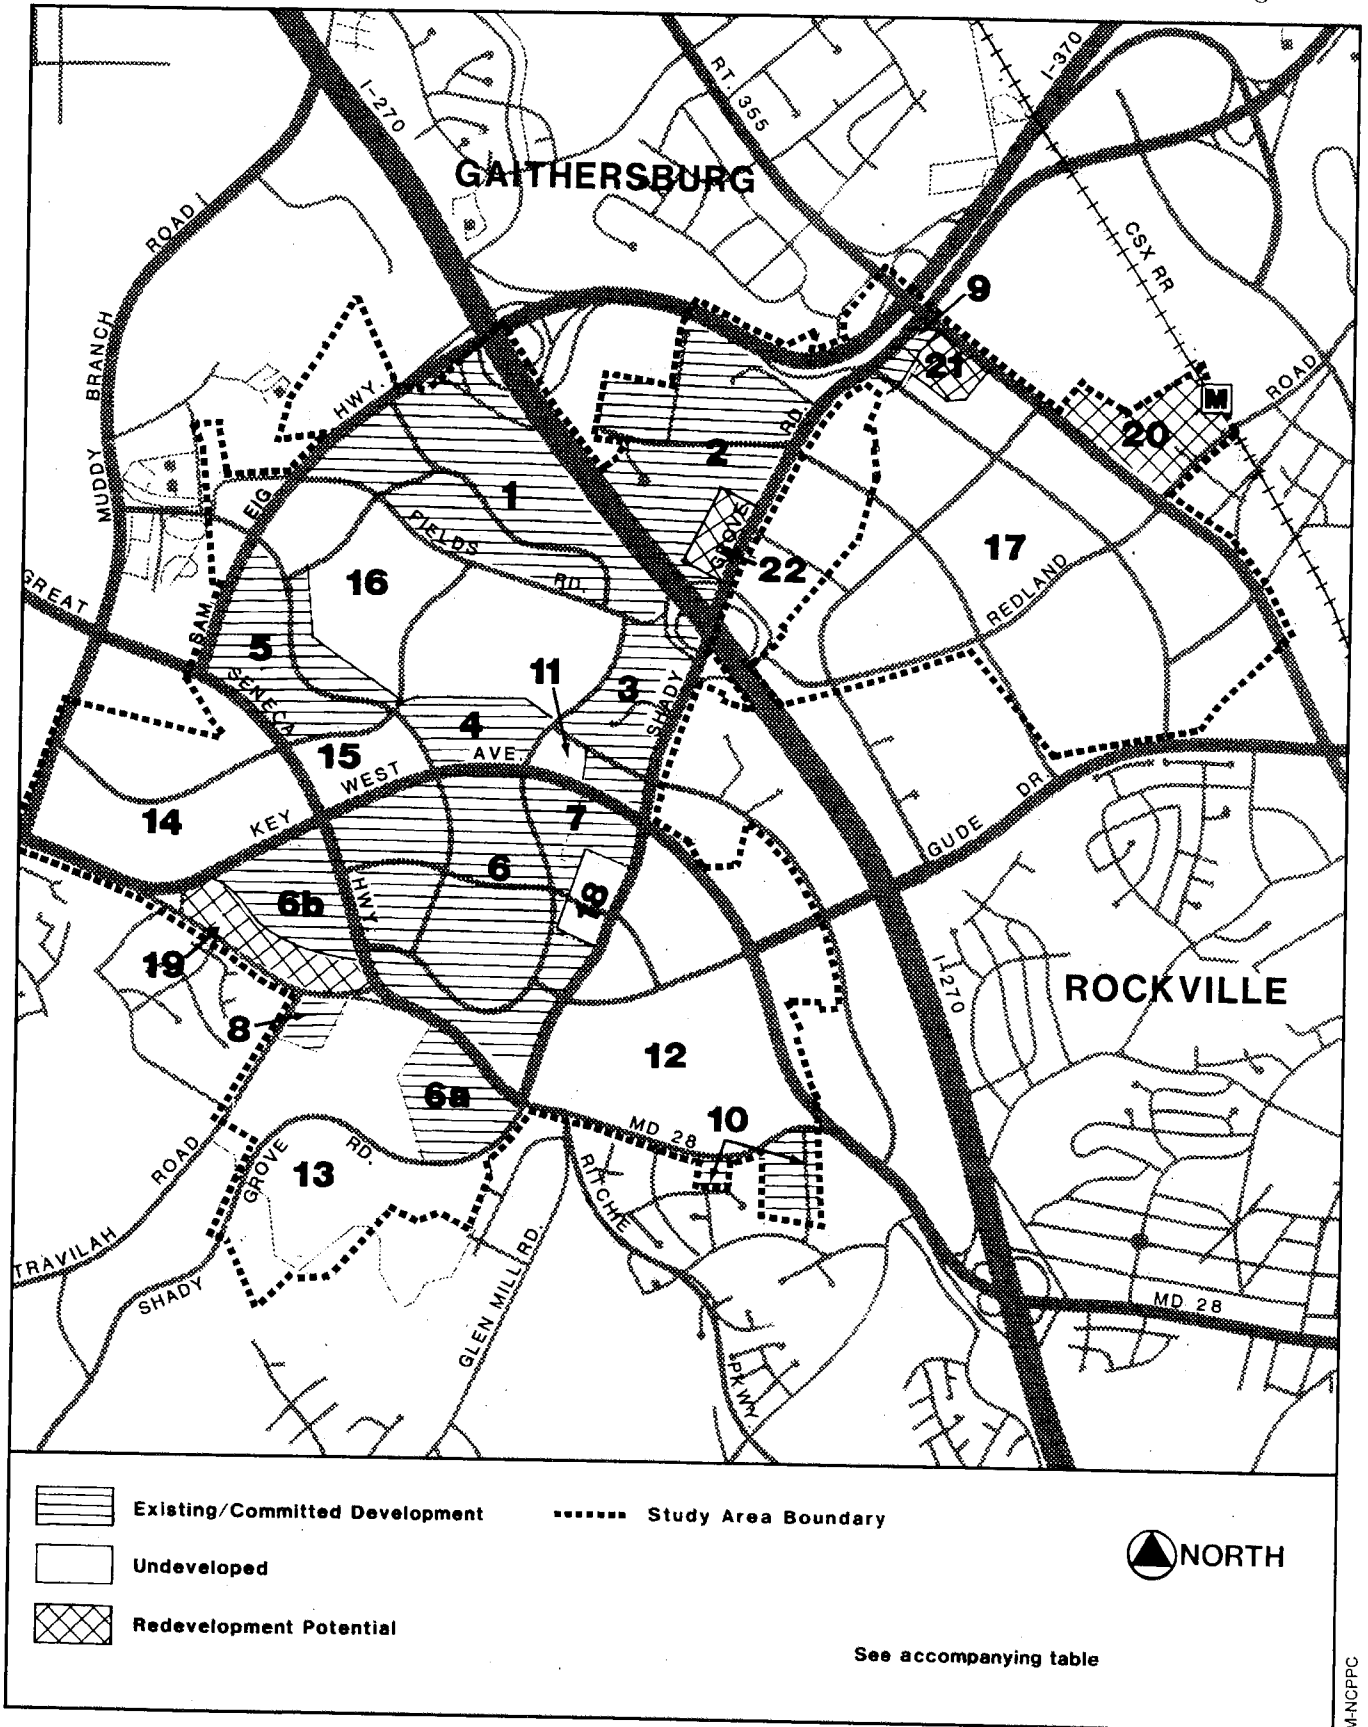 I-270
RT. 355
I-370
GAITHERSBURG
CSX RR
ROAD
MUDDY BRANCH
9
21
M
ROAD
HWY.
20
RD.
2
1
EIG
FIELDS
RD.
GROVE
17
REDLAND
16
22
GREAT
SAM
5
SENECA
11
3
SHADY
4
AVE.
15
WEST
14
KEY
7
DR.
GUDE
6
18
6b
HWY
19
I-270
ROCKVILLE
8
12
6a
10
MD 28
ROAD
GROVE
RD.
13
RITCHIE
TRAVILAH
SHADY
GLEN MILL RD.
MD 28
PKWY.
Existing/Committed Development
Study Area Boundary
Undeveloped
NORTH
Redevelopment Potential
See accompanying table
M-NCPPC